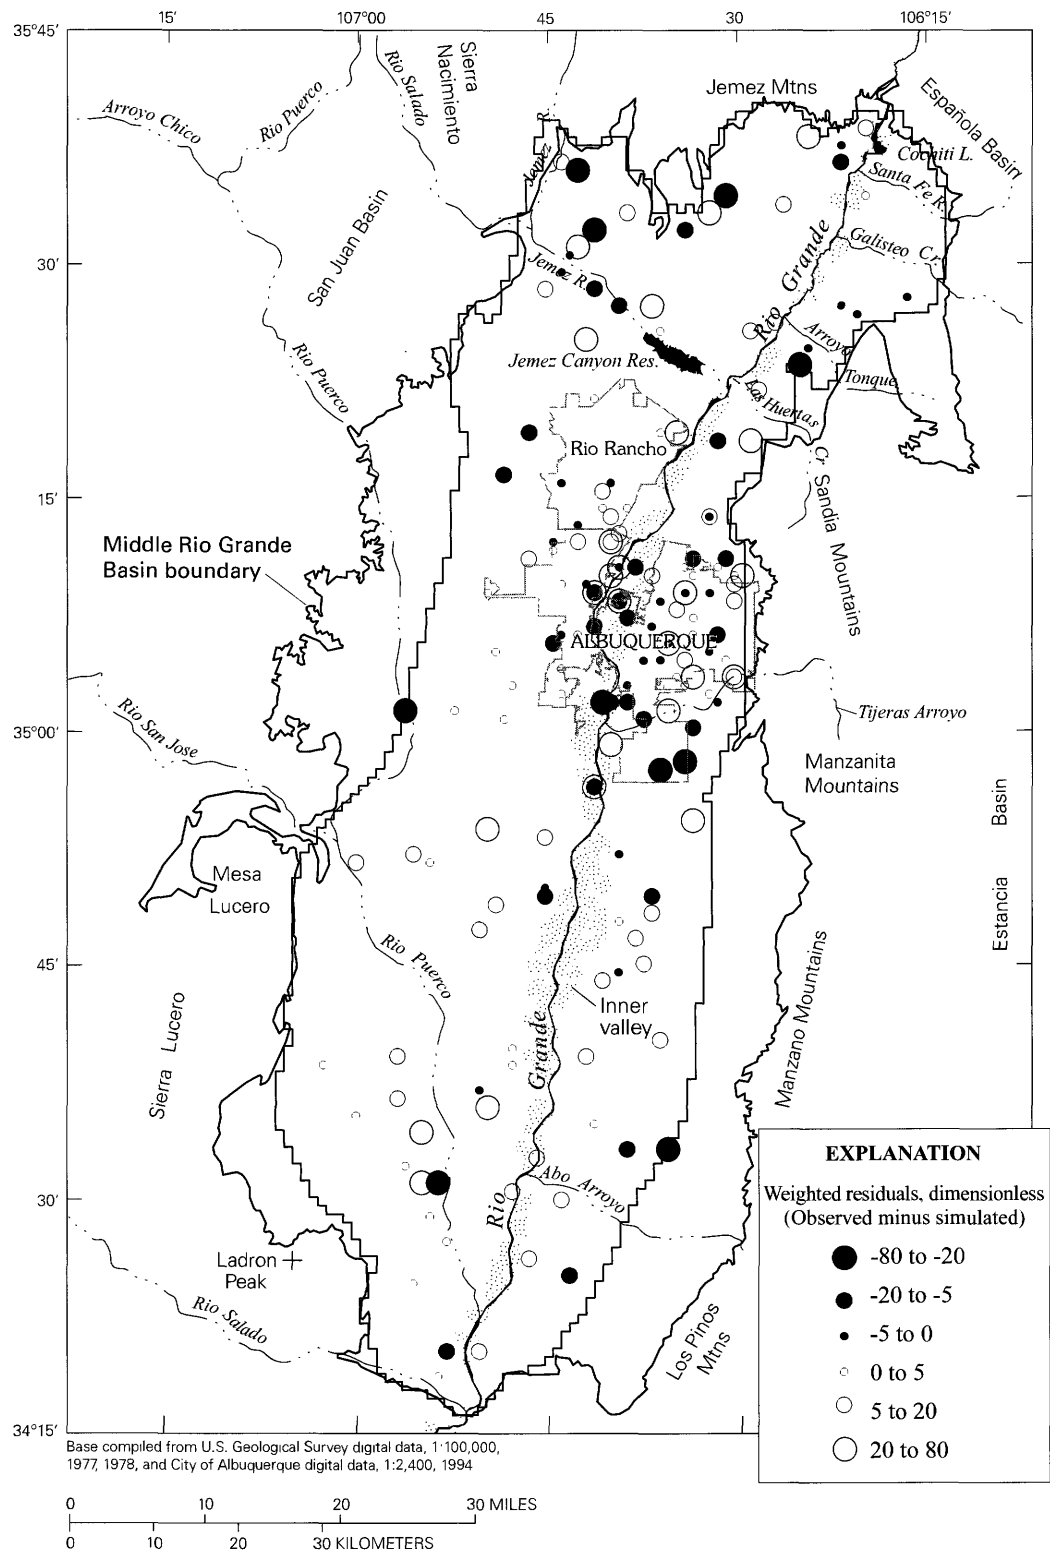 15′
107°00
45
30
106°15′
35°45′
Sierra
Nacimiento
Rio Salado
Rio Puerco
Arroyo Chico
Jemez Mtns
Española Basin
Jemez R.
Cochiti L.
Santa Fe R.
San Juan Basin
Rio Grande
Galisteo Cr.
30′
Jemez R.
Arroyo
Tonque
Jemez Canyon Res.
Rio Puerco
Las Huertas
Cr
Rio Rancho
15′
Sandia Mountains
Middle Rio Grande
Basin boundary
ALBUQUERQUE
Rio San Jose
35°00′
Tijeras Arroyo
Manzanita
Mountains
Estancia Basin
Mesa
Lucero
Rio Puerco
45′
Inner
valley
Manzano Mountains
Sierra Lucero
Rio Grande
Abo Arroyo
30′
Ladron
Peak
Rio Salado
Los Pinos
Mtns
34°15′
EXPLANATION
Weighted residuals, dimensionless
(Observed minus simulated)
-80 to -20
-20 to -5
-5 to 0
0 to 5
5 to 20
20 to 80
Base compiled from U.S. Geological Survey digital data, 1:100,000,
1977, 1978, and City of Albuquerque digital data, 1:2,400, 1994
0 10 20 30 MILES
0 10 20 30 KILOMETERS